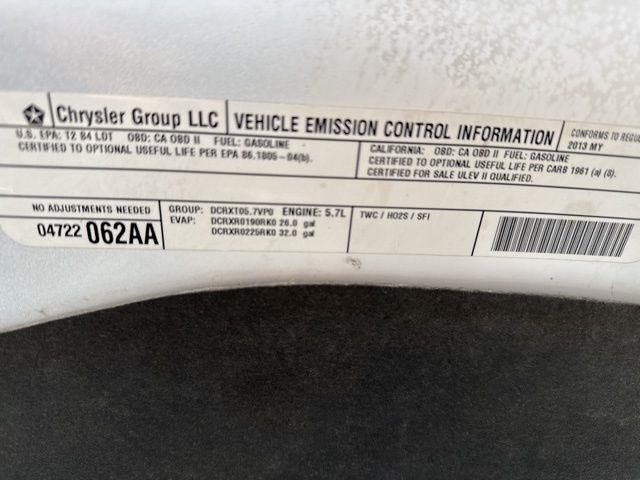 Chrysler Group LLC
VEHICLE EMISSION CONTROL INFORMATION
CONFORMS TO REGU
2013 MY
U.S. EPA: T2 B4 LDT OBD: CA OBD II FUEL: GASOLINE
CERTIFIED TO OPTIONAL USEFUL LIFE PER EPA 86.1805-04(b).
CALIFORNIA: OBD: CA OBD II FUEL: GASOLINE
CERTIFIED TO OPTIONAL USEFUL LIFE PER CARB 1961 (a) (8).
CERTIFIED FOR SALE ULEV II QUALIFIED.
NO ADJUSTMENTS NEEDED
04722 062AA
GROUP: DCRXT05.7VP0 ENGINE: 5.7L
EVAP: DCRXR0190RK0 26.0 gal
DCRXR0225RK0 32.0 gal
TWC / HO2S / SFI